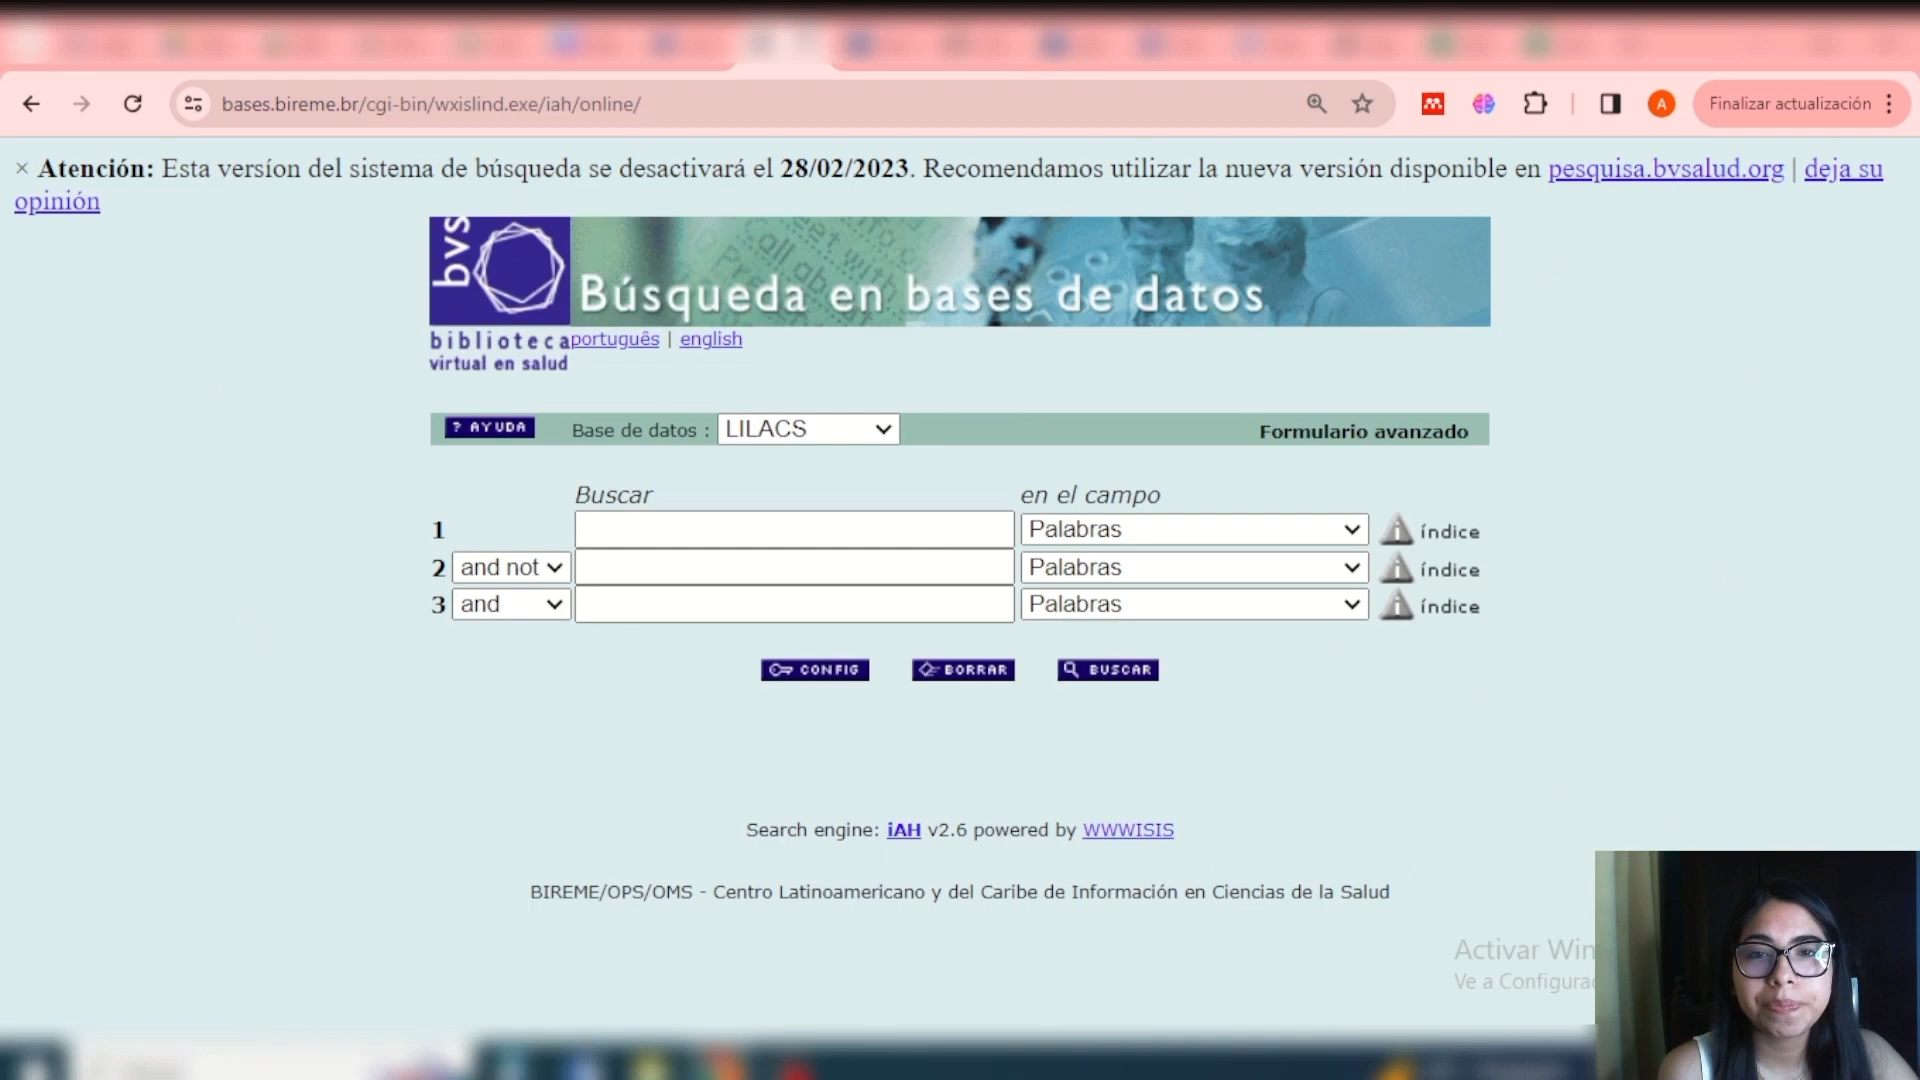 bases.bireme.br/cgi-bin/wxislind.exe/iah/online/
A
Finalizar actualización
× Atención: Esta versíon del sistema de búsqueda se desactivará el 28/02/2023. Recomendamos utilizar la nueva versión disponible en pesquisa.bvsalud.org | deja su
opinión
bvs
Búsqueda en bases de datos
biblioteca
virtual en salud
português | english
? AYUDA Base de datos : LILACS Formulario avanzado
Buscar en el campo
1 Palabras índice
2 and not Palabras índice
3 and Palabras índice
CONFIG BORRAR BUSCAR
Search engine: iAH v2.6 powered by WWWISIS
BIREME/OPS/OMS - Centro Latinoamericano y del Caribe de Información en Ciencias de la Salud
Activar Win
Ve a Configura